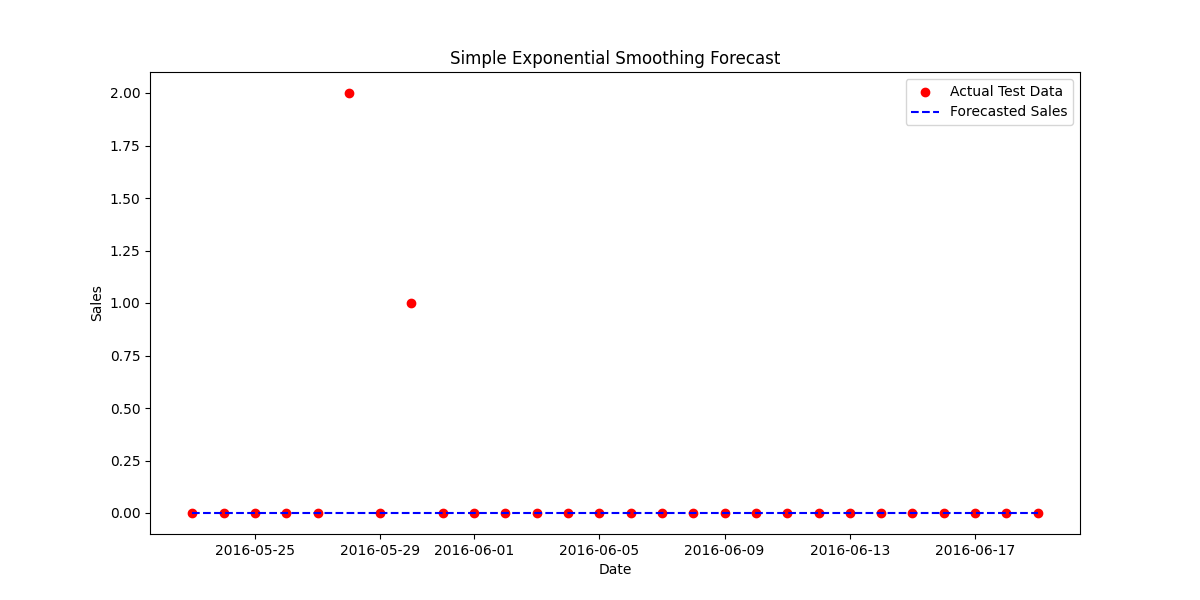 Simple Exponential Smoothing Forecast
Actual Test Data
Forecasted Sales
2.00
1.75
1.50
1.25
1.00
0.75
0.50
0.25
0.00
Sales
2016-05-25 2016-05-29 2016-06-01 2016-06-05 2016-06-09 2016-06-13 2016-06-17
Date